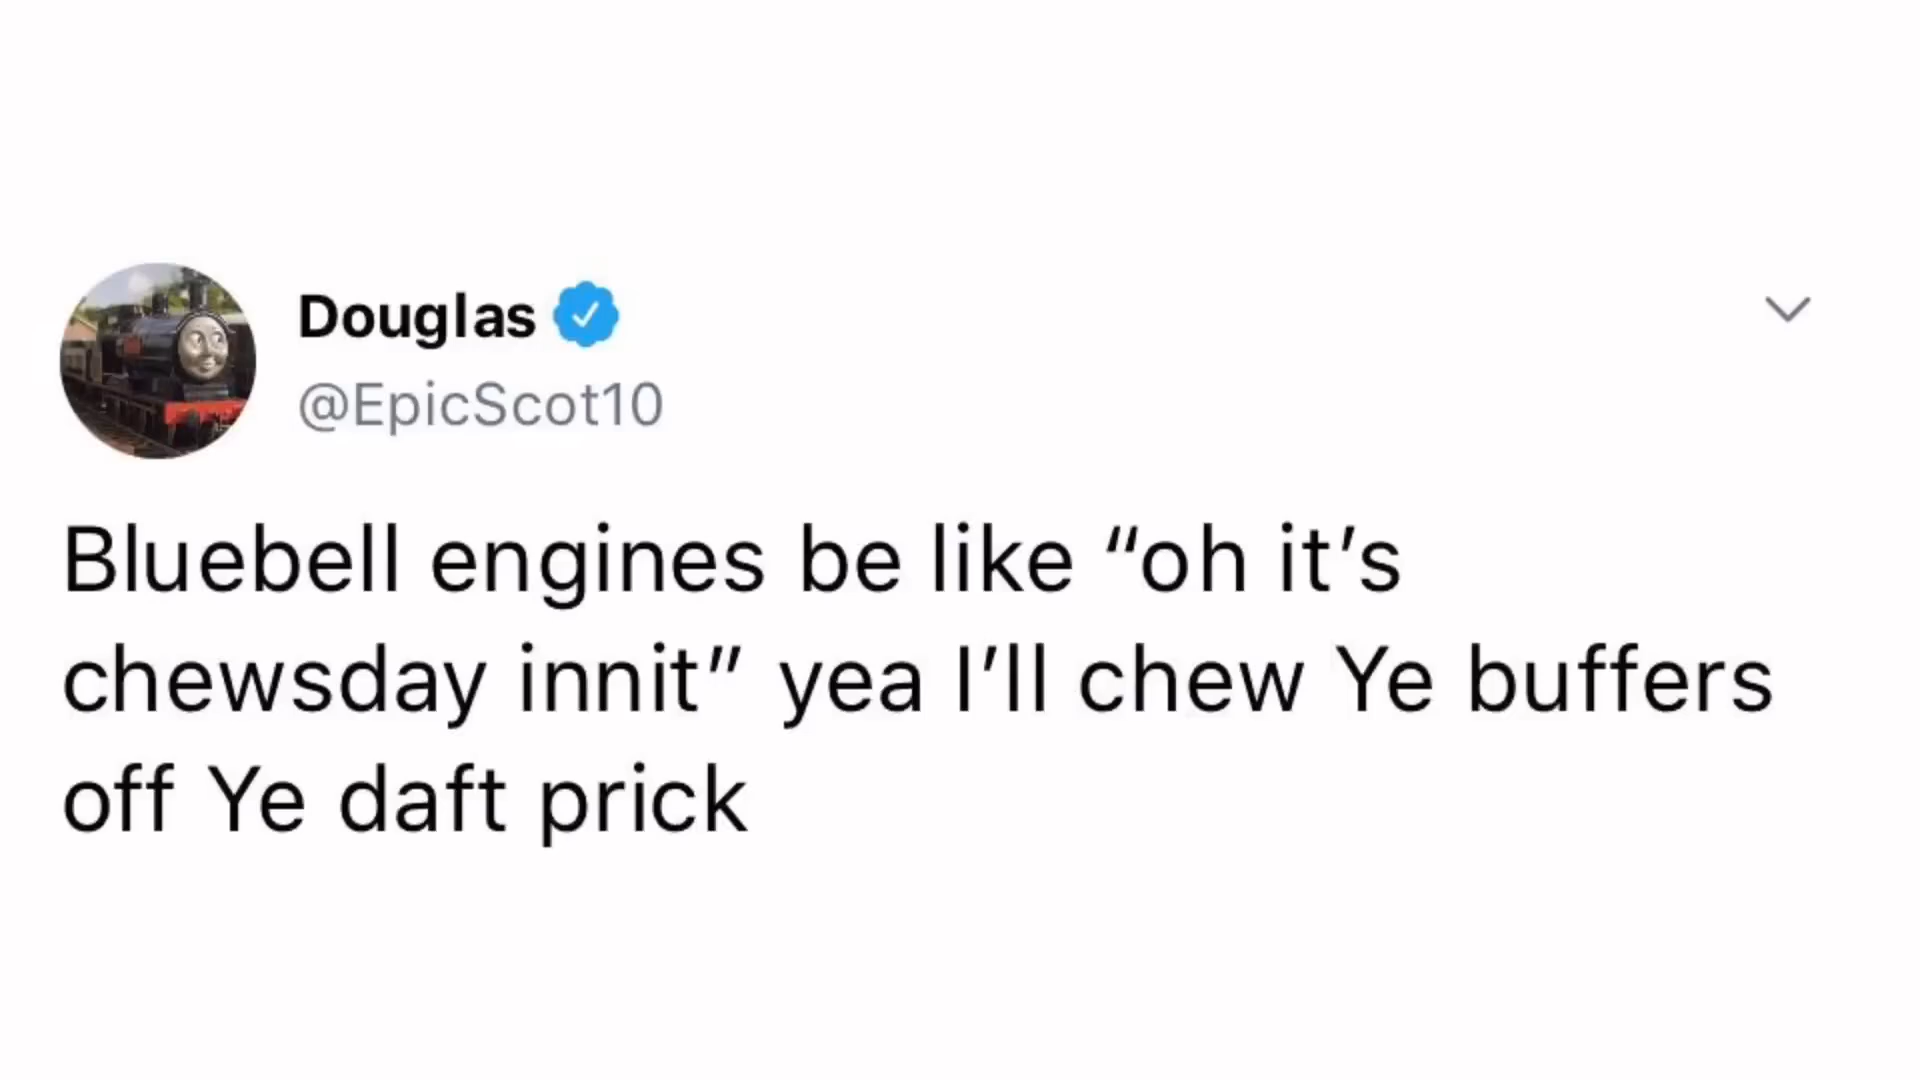 Douglas
@EpicScot10
Bluebell engines be like “oh it’s
chewsday innit” yea I’ll chew Ye buffers
off Ye daft prick